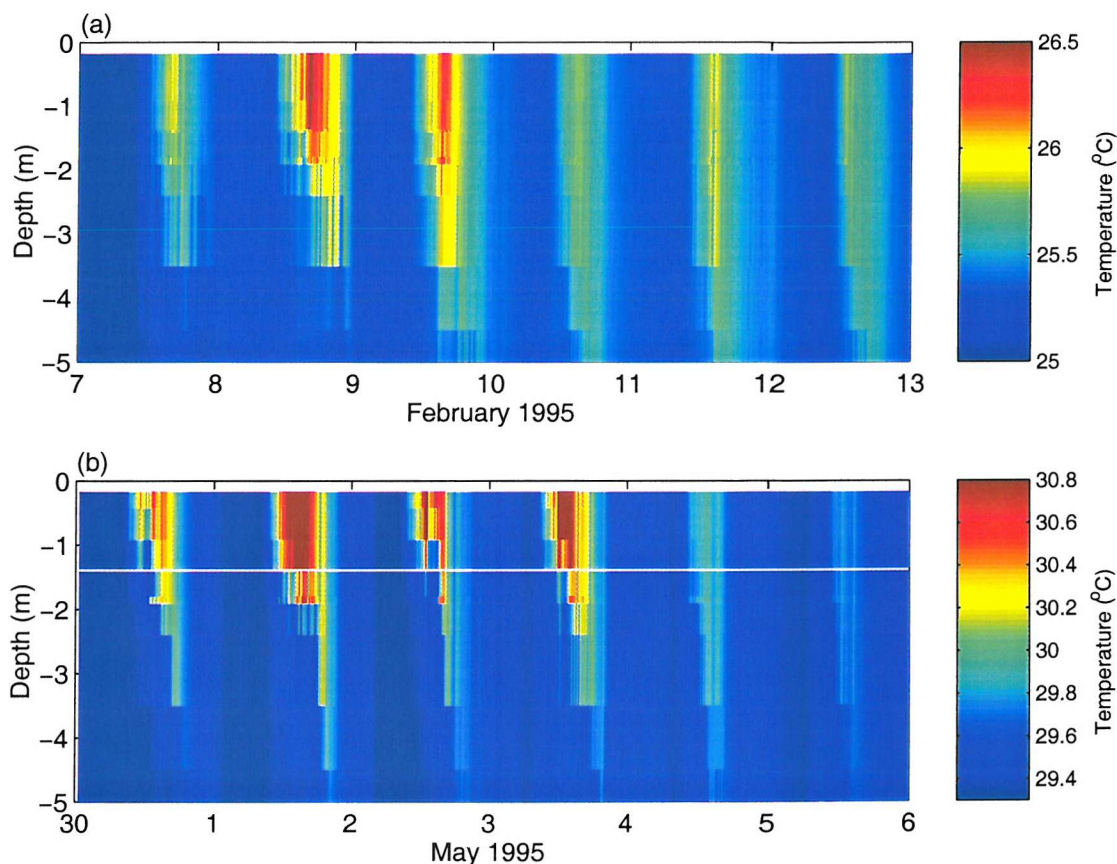 (a)
0
−1
−2
−3
−4
−5
Depth (m)
7 8 9 10 11 12 13
February 1995
26.5
26
25.5
25
Temperature (⁰C)
(b)
0
−1
−2
−3
−4
−5
Depth (m)
30 1 2 3 4 5 6
May 1995
30.8
30.6
30.4
30.2
30
29.8
29.6
29.4
Temperature (⁰C)